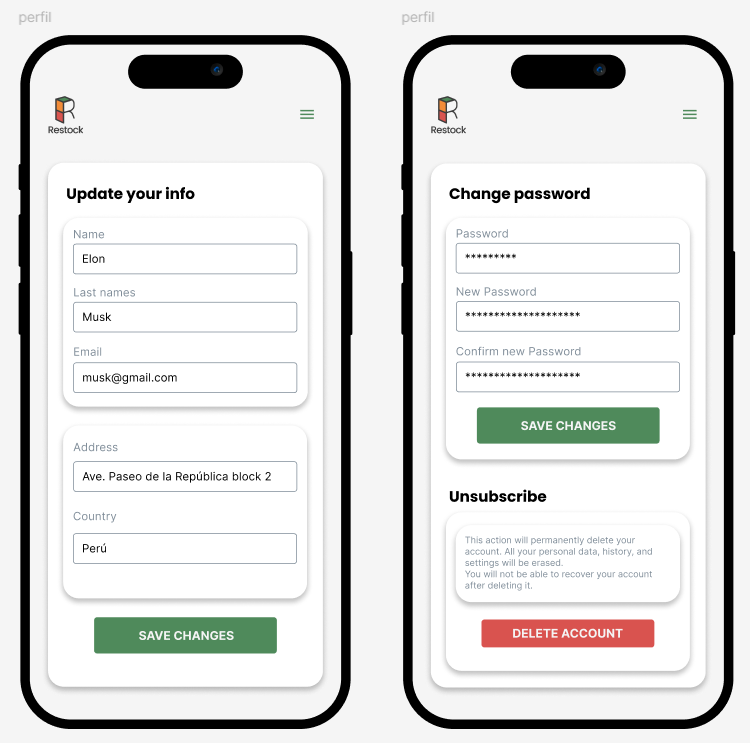 perfil
Restock
Update your info
Name
Elon
Last names
Musk
Email
musk@gmail.com
Address
Ave. Paseo de la República block 2
Country
Perú
SAVE CHANGES
perfil
Restock
Change password
Password
*********
New Password
********************
Confirm new Password
********************
SAVE CHANGES
Unsubscribe
This action will permanently delete your
account. All your personal data, history, and
settings will be erased.
You will not be able to recover your account
after deleting it.
DELETE ACCOUNT